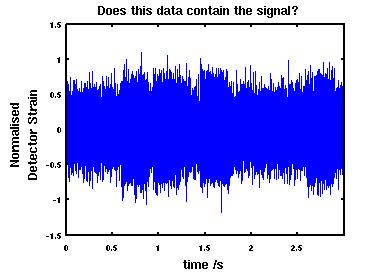 Does this data contain the signal?
1.5
1
0.5
0
-0.5
-1
-1.5
Normalised
Detector Strain
0 0.5 1 1.5 2 2.5
time /s